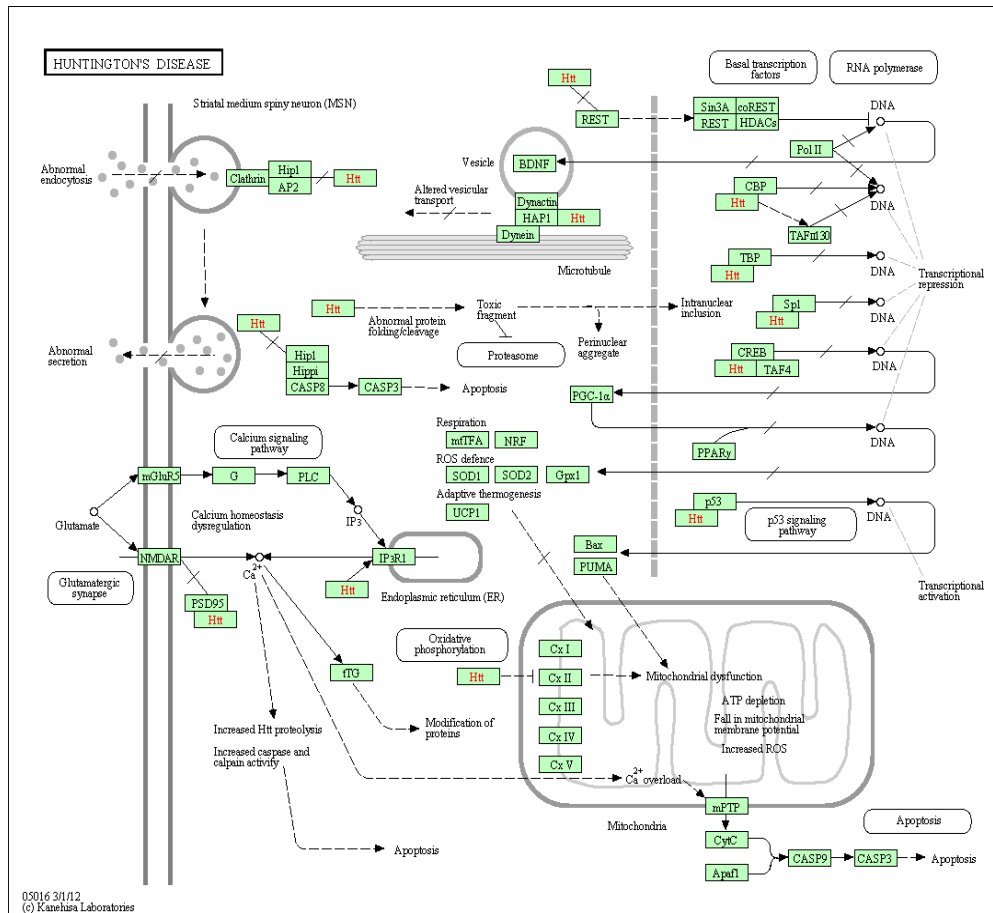 HUNTINGTON'S DISEASE
Striatal medium spiny neuron (MSN)
Abnormal
endocytosis
Clathrin
Hip1
AP2
Htt
Vesicle
BDNF
Altered vesicular
transport
Dynactin
HAP1
Htt
Dynein
Microtubule
Htt
REST
Basal transcription
factors
RNA polymerase
Sin3A
coREST
REST
HDACs
DNA
Pol II
CBP
Htt
DNA
TAFII130
TBP
Htt
DNA
Transcriptional
repression
Sp1
Htt
DNA
CREB
Htt
TAF4
DNA
Htt
Abnormal protein
folding/cleavage
Toxic
fragment
Intranuclear
inclusion
Proteasome
Perinuclear
aggregate
Abnormal
secretion
Htt
Hip1
Hippi
CASP8
CASP3
Apoptosis
PGC-1α
PPARγ
DNA
Respiration
mtTFA
NRF
ROS defence
SOD1
SOD2
Gpx1
Adaptive thermogenesis
UCP1
Calcium signaling
pathway
mGluR5
G
PLC
IP3
Glutamate
Calcium homeostasis
dysregulation
p53
Htt
p53 signaling
pathway
DNA
Bax
PUMA
Transcriptional
activation
NMDAR
Ca2+
IP3R1
Htt
Endoplasmic reticulum (ER)
Glutamatergic
synapse
PSD95
Htt
Oxidative
phosphorylation
Htt
Cx I
Cx II
Cx III
Cx IV
Cx V
Mitochondrial dysfunction
ATP depletion
Fall in mitochondrial
membrane potential
Increased ROS
tTG
Increased Htt proteolysis
Modification of
proteins
Increased caspase and
calpain activity
Ca2+ overload
mPTP
Mitochondria
CytC
Apaf1
CASP9
CASP3
Apoptosis
Apoptosis
Apoptosis
05016 3/1/12
(c) Kanehisa Laboratories